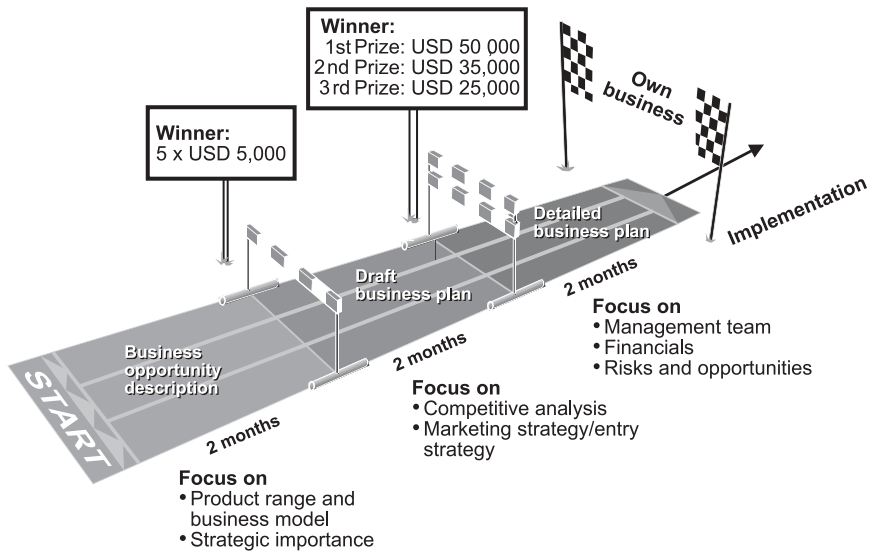 Winner:
1st Prize: USD 50 000
2nd Prize: USD 35,000
3rd Prize: USD 25,000
Winner:
5 x USD 5,000
Own
business
Implementation
Detailed
business plan
Draft
business plan
Business
opportunity
description
START
2 months
2 months
2 months
Focus on
• Management team
• Financials
• Risks and opportunities
Focus on
• Competitive analysis
• Marketing strategy/entry
strategy
Focus on
• Product range and
business model
• Strategic importance